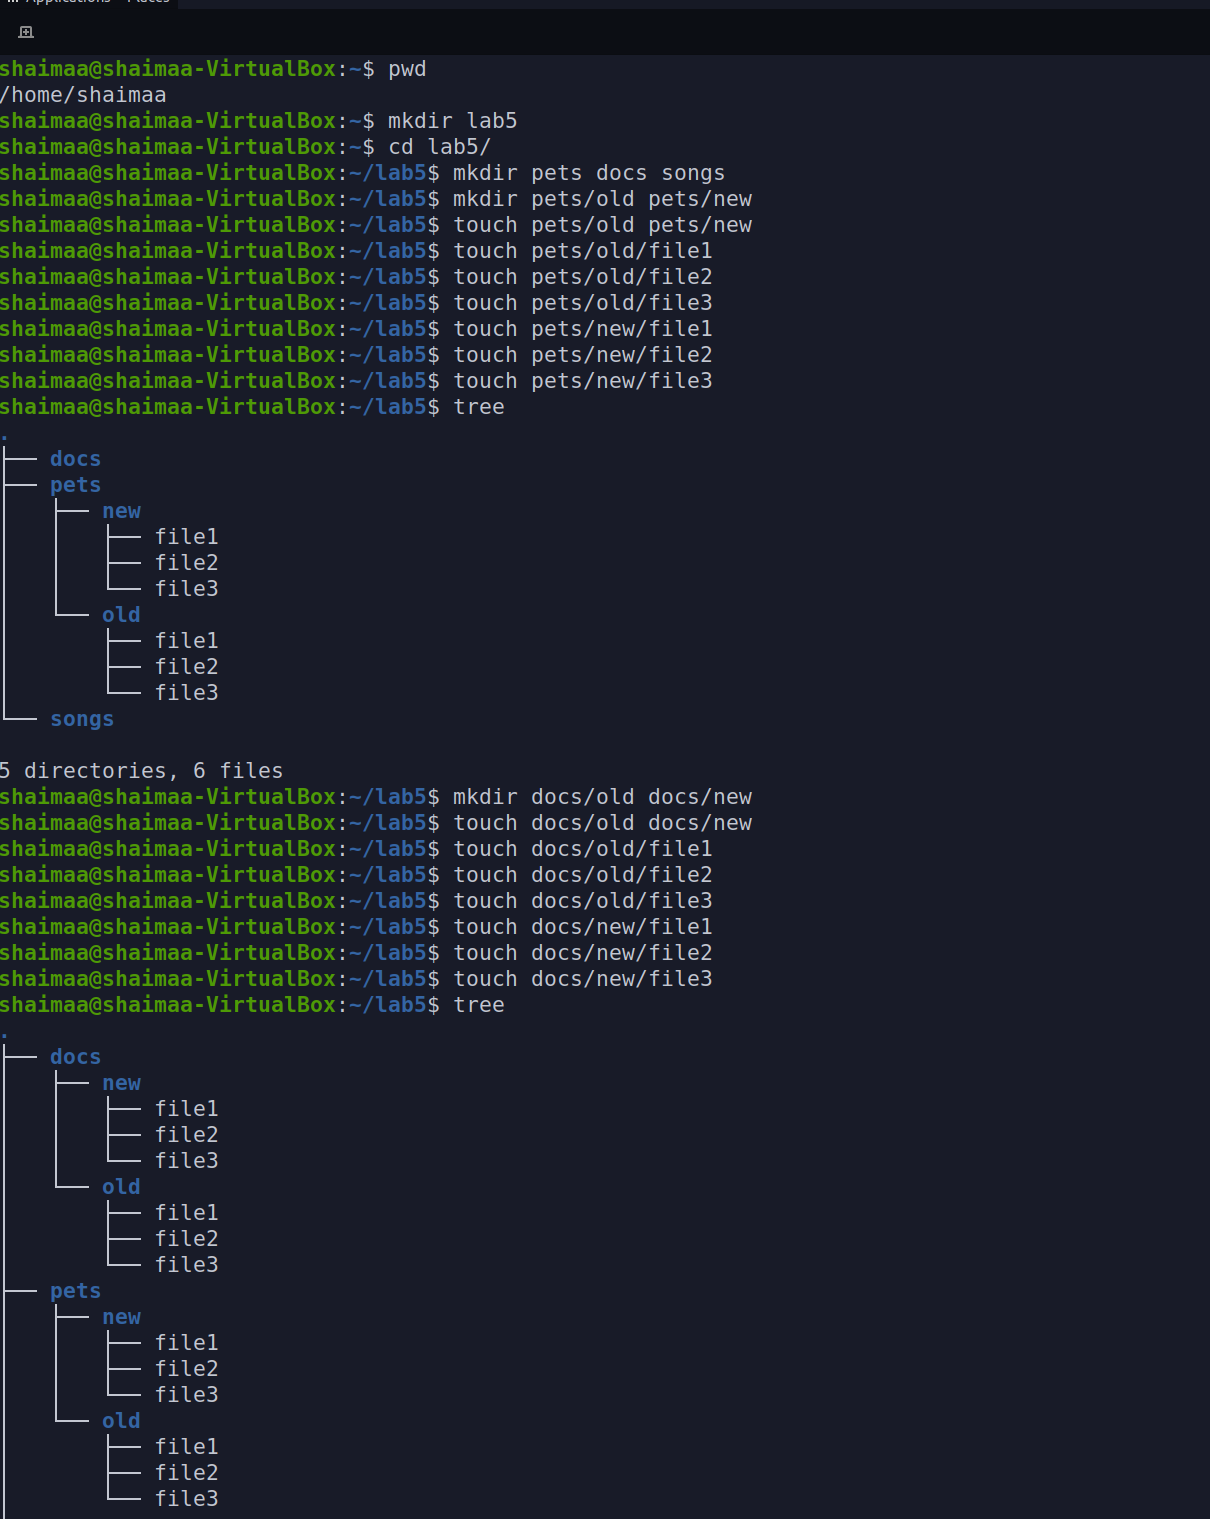 Applications Places
shaimaa@shaimaa-VirtualBox:~$ pwd
/home/shaimaa
shaimaa@shaimaa-VirtualBox:~$ mkdir lab5
shaimaa@shaimaa-VirtualBox:~$ cd lab5/
shaimaa@shaimaa-VirtualBox:~/lab5$ mkdir pets docs songs
shaimaa@shaimaa-VirtualBox:~/lab5$ mkdir pets/old pets/new
shaimaa@shaimaa-VirtualBox:~/lab5$ touch pets/old pets/new
shaimaa@shaimaa-VirtualBox:~/lab5$ touch pets/old/file1
shaimaa@shaimaa-VirtualBox:~/lab5$ touch pets/old/file2
shaimaa@shaimaa-VirtualBox:~/lab5$ touch pets/old/file3
shaimaa@shaimaa-VirtualBox:~/lab5$ touch pets/new/file1
shaimaa@shaimaa-VirtualBox:~/lab5$ touch pets/new/file2
shaimaa@shaimaa-VirtualBox:~/lab5$ touch pets/new/file3
shaimaa@shaimaa-VirtualBox:~/lab5$ tree
.
├── docs
├── pets
│   ├── new
│   │   ├── file1
│   │   ├── file2
│   │   └── file3
│   └── old
│       ├── file1
│       ├── file2
│       └── file3
└── songs
5 directories, 6 files
shaimaa@shaimaa-VirtualBox:~/lab5$ mkdir docs/old docs/new
shaimaa@shaimaa-VirtualBox:~/lab5$ touch docs/old docs/new
shaimaa@shaimaa-VirtualBox:~/lab5$ touch docs/old/file1
shaimaa@shaimaa-VirtualBox:~/lab5$ touch docs/old/file2
shaimaa@shaimaa-VirtualBox:~/lab5$ touch docs/old/file3
shaimaa@shaimaa-VirtualBox:~/lab5$ touch docs/new/file1
shaimaa@shaimaa-VirtualBox:~/lab5$ touch docs/new/file2
shaimaa@shaimaa-VirtualBox:~/lab5$ touch docs/new/file3
shaimaa@shaimaa-VirtualBox:~/lab5$ tree
.
├── docs
│   ├── new
│   │   ├── file1
│   │   ├── file2
│   │   └── file3
│   └── old
│       ├── file1
│       ├── file2
│       └── file3
├── pets
│   ├── new
│   │   ├── file1
│   │   ├── file2
│   │   └── file3
│   └── old
│       ├── file1
│       ├── file2
│       └── file3